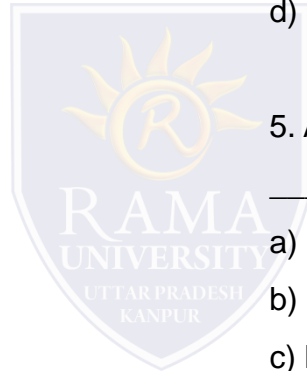 d)
5. A
RAMA
UNIVERSITY
UTTAR PRADESH
KANPUR
a)
b)
c)